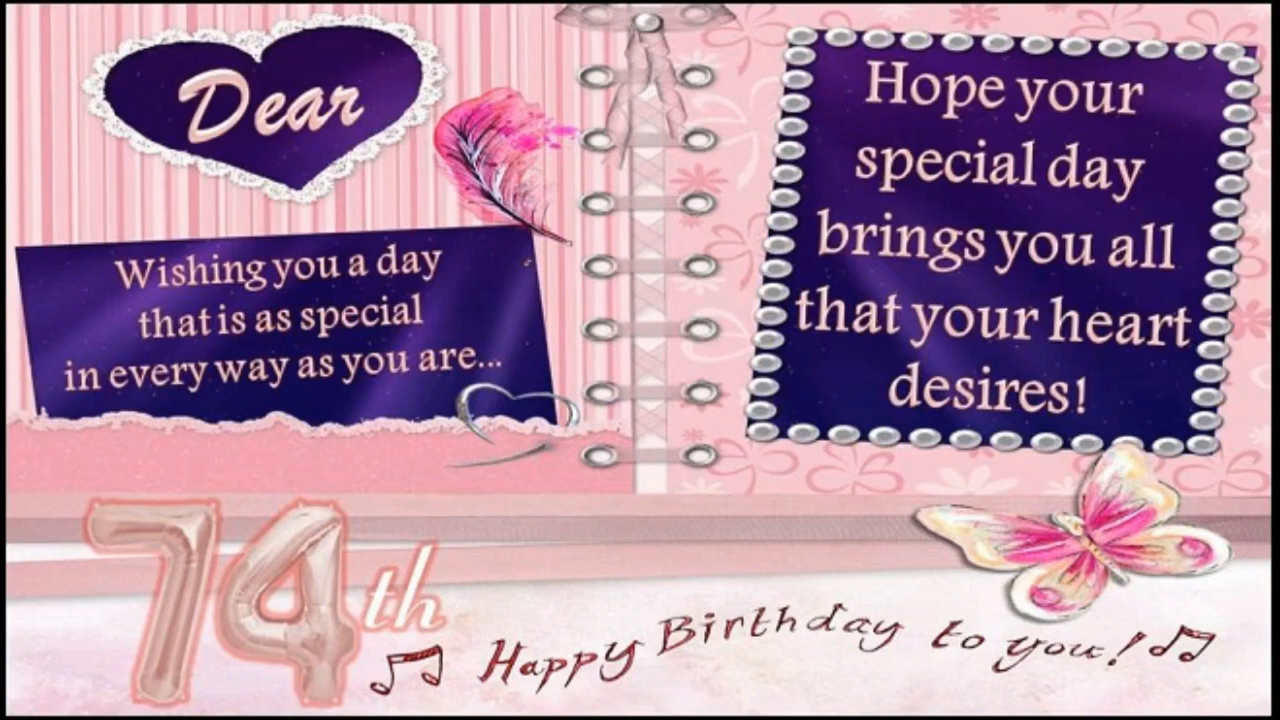 Dear
Wishing you a day
that is as special
in every way as you are...
Hope your
special day
brings you all
that your heart
desires!
74th
♫ Happy Birthday to you! ♫